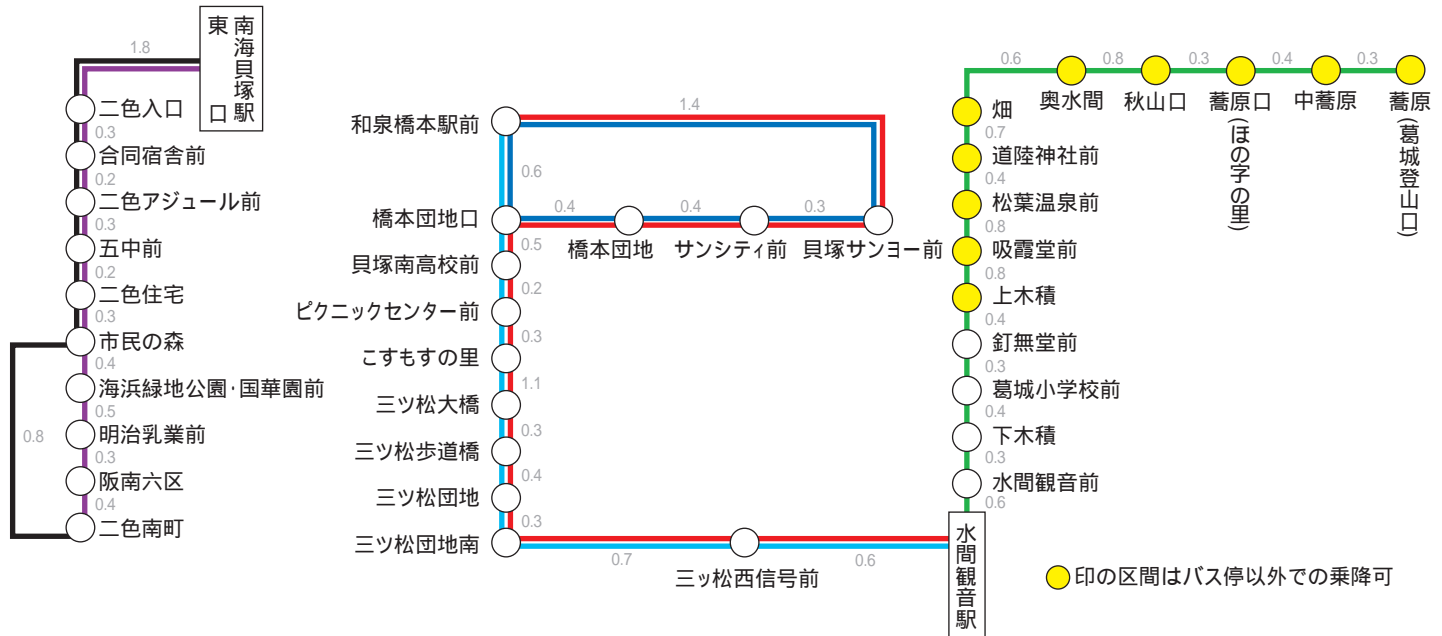 南海貝塚駅
東口
1.8
二色入口
0.3
合同宿舎前
0.2
二色アジュール前
0.3
五中前
0.2
二色住宅
0.3
市民の森
0.4
海浜緑地公園・国華園前
0.5
明治乳業前
0.3
阪南六区
0.4
二色南町
0.8
和泉橋本駅前
1.4
0.6
橋本団地口
0.4
橋本団地
0.4
サンシティ前
0.3
貝塚サンヨー前
0.5
貝塚南高校前
0.2
ピクニックセンター前
0.3
こすもすの里
1.1
三ツ松大橋
0.3
三ツ松歩道橋
0.4
三ツ松団地
0.3
三ツ松団地南
0.7
三ッ松西信号前
0.6
水間観音駅
0.6
水間観音前
0.3
下木積
0.4
葛城小学校前
0.3
釘無堂前
0.4
上木積
0.8
吸霞堂前
0.8
松葉温泉前
0.4
道陸神社前
0.7
畑
0.6
奥水間
0.8
秋山口
0.3
蕎原口
(ほの字の里)
0.4
中蕎原
0.3
蕎原
(葛城登山口)
印の区間はバス停以外での乗降可